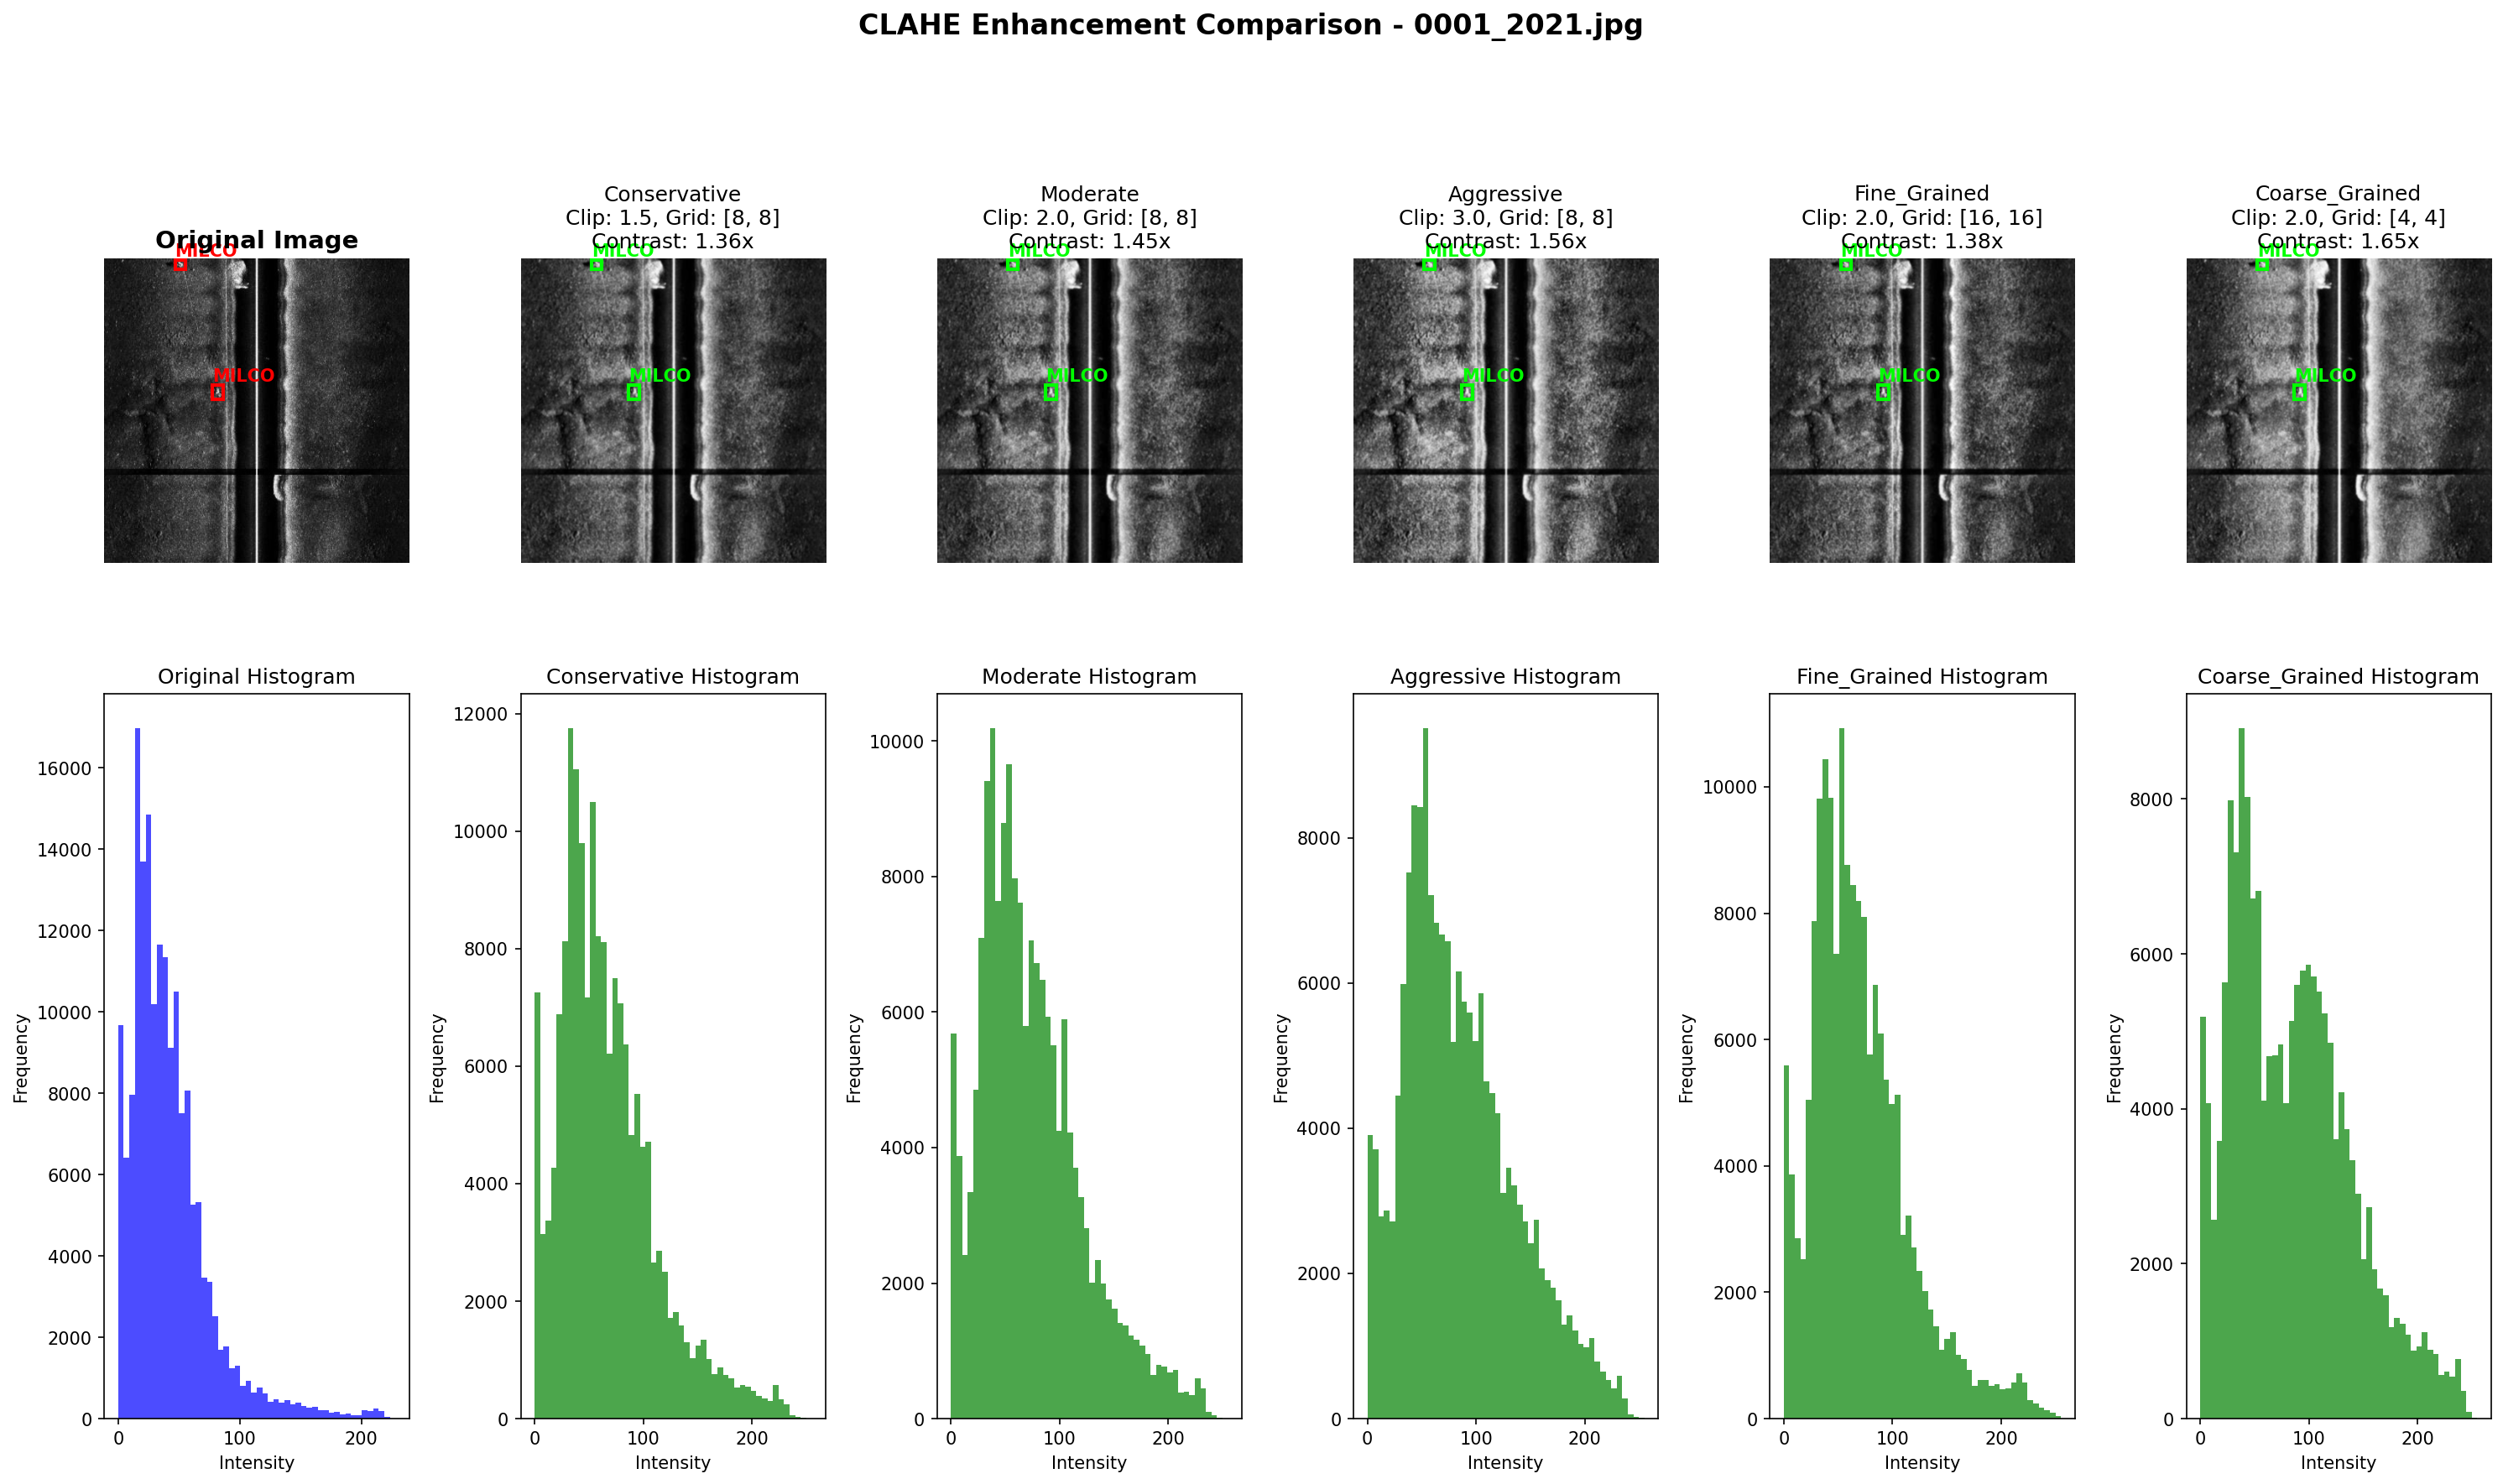 CLAHE Enhancement Comparison - 0001_2021.jpg
Original Image
MILCO
MILCO
Conservative
Clip: 1.5, Grid: [8, 8]
Contrast: 1.36x
MILCO
MILCO
Moderate
Clip: 2.0, Grid: [8, 8]
Contrast: 1.45x
MILCO
MILCO
Aggressive
Clip: 3.0, Grid: [8, 8]
Contrast: 1.56x
MILCO
MILCO
Fine_Grained
Clip: 2.0, Grid: [16, 16]
Contrast: 1.38x
MILCO
MILCO
Coarse_Grained
Clip: 2.0, Grid: [4, 4]
Contrast: 1.65x
MILCO
MILCO
Original Histogram
Frequency
16000
14000
12000
10000
8000
6000
4000
2000
0
0 100 200
Intensity
Conservative Histogram
Frequency
12000
10000
8000
6000
4000
2000
0
0 100 200
Intensity
Moderate Histogram
Frequency
10000
8000
6000
4000
2000
0
0 100 200
Intensity
Aggressive Histogram
Frequency
8000
6000
4000
2000
0
0 100 200
Intensity
Fine_Grained Histogram
Frequency
10000
8000
6000
4000
2000
0
0 100 200
Intensity
Coarse_Grained Histogram
Frequency
8000
6000
4000
2000
0
0 100 200
Intensity